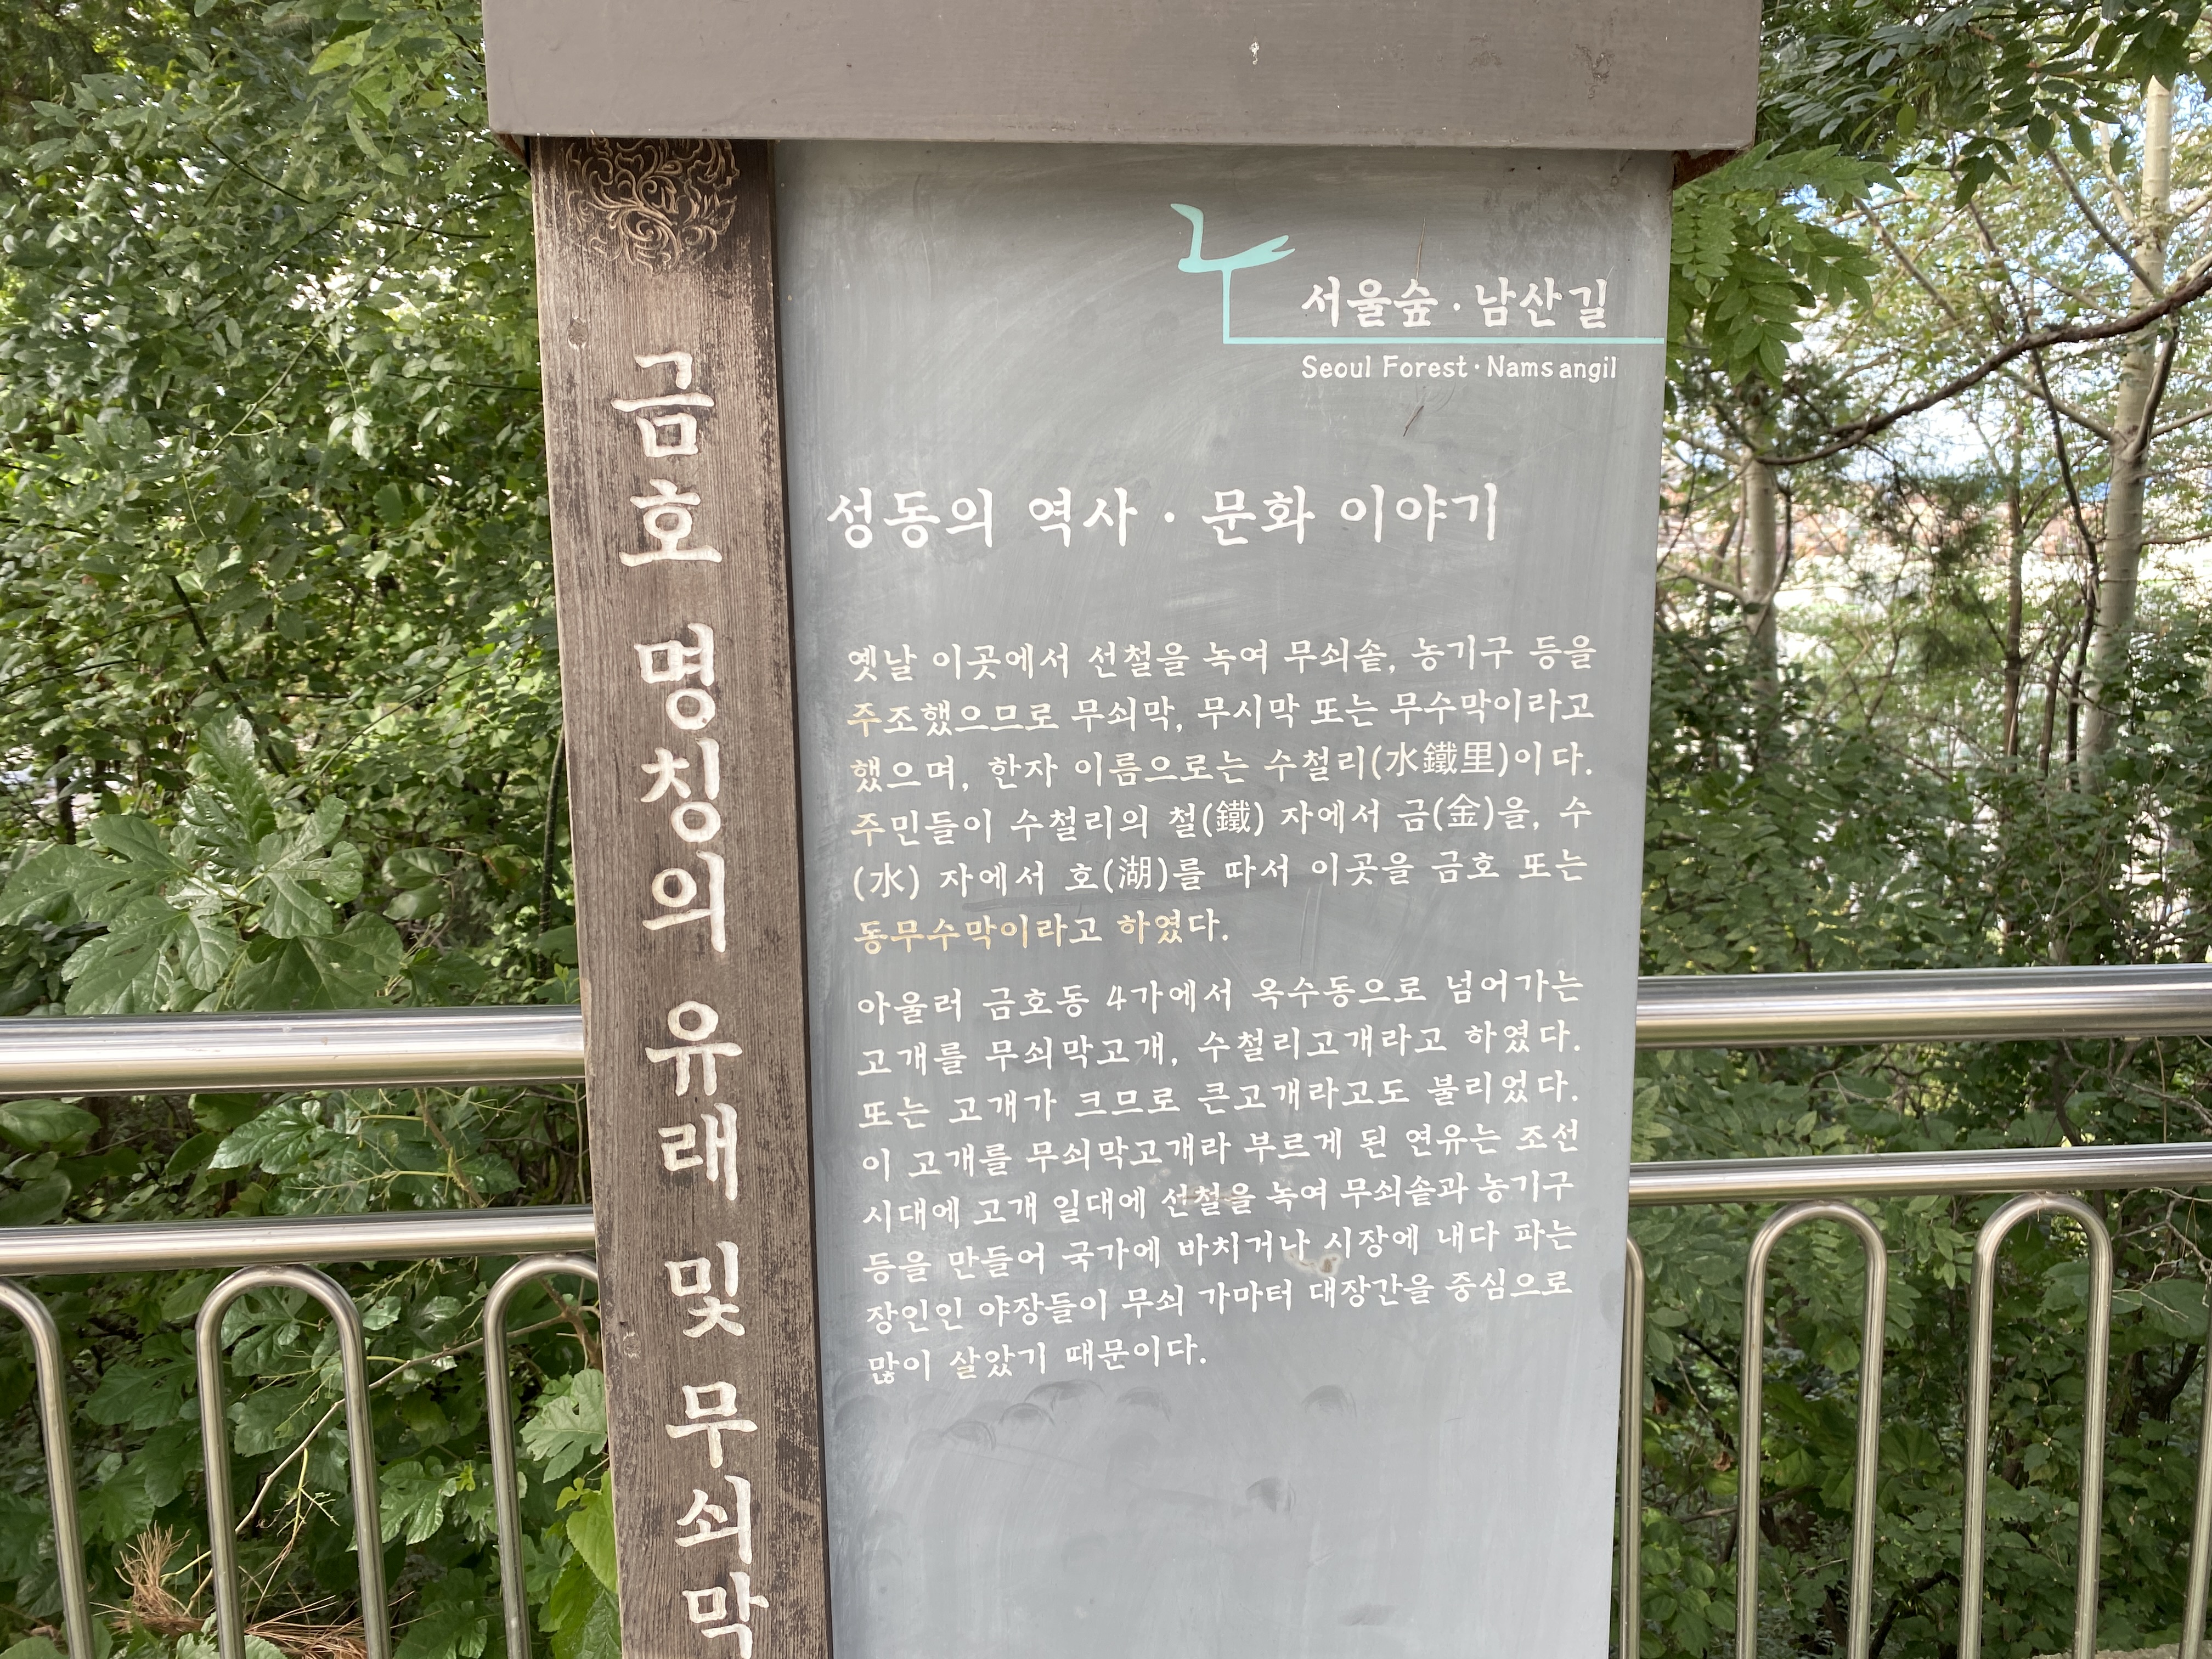 금호 명칭의 유래 및 무쇠막
서울숲·남산길
Seoul Forest·Namsangil
성동의 역사·문화 이야기
옛날 이곳에서 선철을 녹여 무쇠솥, 농기구 등을
주조했으므로 무쇠막, 무시막 또는 무수막이라고
했으며, 한자 이름으로는 수철리(水鐵里)이다.
주민들이 수철리의 철(鐵) 자에서 금(金)을, 수
(水) 자에서 호(湖)를 따서 이곳을 금호 또는
동무수막이라고 하였다.
아울러 금호동 4가에서 옥수동으로 넘어가는
고개를 무쇠막고개, 수철리고개라고 하였다.
또는 고개가 크므로 큰고개라고도 불리었다.
이 고개를 무쇠막고개라 부르게 된 연유는 조선
시대에 고개 일대에 선철을 녹여 무쇠솥과 농기구
등을 만들어 국가에 바치거나 시장에 내다 파는
장인인 야장들이 무쇠 가마터 대장간을 중심으로
많이 살았기 때문이다.